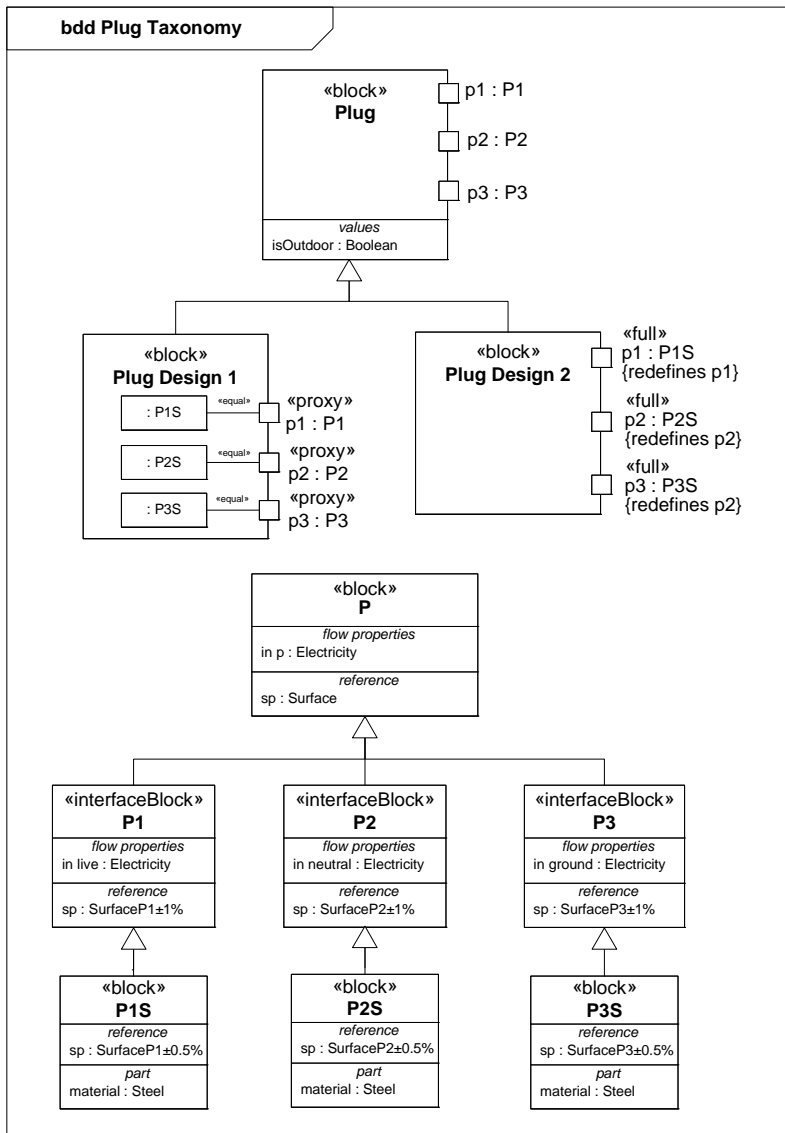 bdd Plug Taxonomy
«block»
Plug
p1 : P1
p2 : P2
p3 : P3
values
isOutdoor : Boolean
«block»
Plug Design 1
: P1S
«equal»
«proxy»
p1 : P1
: P2S
«equal»
«proxy»
p2 : P2
: P3S
«equal»
«proxy»
p3 : P3
«block»
Plug Design 2
«full»
p1 : P1S
{redefines p1}
«full»
p2 : P2S
{redefines p2}
«full»
p3 : P3S
{redefines p2}
«block»
P
flow properties
in p : Electricity
reference
sp : Surface
«interfaceBlock»
P1
flow properties
in live : Electricity
reference
sp : SurfaceP1±1%
«interfaceBlock»
P2
flow properties
in neutral : Electricity
reference
sp : SurfaceP2±1%
«interfaceBlock»
P3
flow properties
in ground : Electricity
reference
sp : SurfaceP3±1%
«block»
P1S
reference
sp : SurfaceP1±0.5%
part
material : Steel
«block»
P2S
reference
sp : SurfaceP2±0.5%
part
material : Steel
«block»
P3S
reference
sp : SurfaceP3±0.5%
part
material : Steel